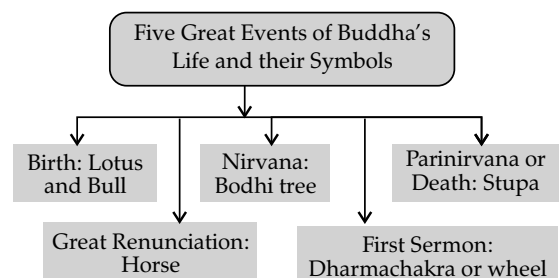 Five Great Events of Buddha’s
Life and their Symbols
Birth: Lotus
and Bull
Great Renunciation:
Horse
Nirvana:
Bodhi tree
First Sermon:
Dharmachakra or wheel
Parinirvana or
Death: Stupa